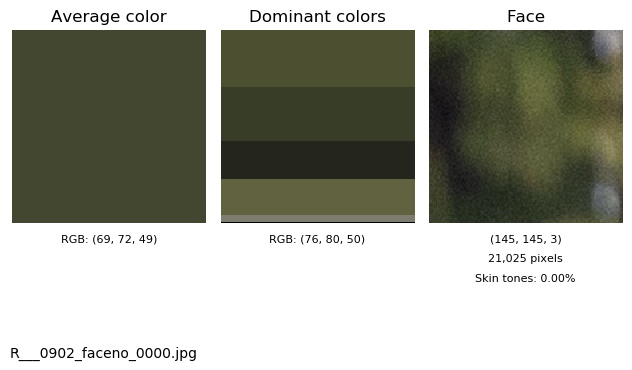 Average color
Dominant colors
Face
RGB: (69, 72, 49)
RGB: (76, 80, 50)
(145, 145, 3)
21,025 pixels
Skin tones: 0.00%
R___0902_faceno_0000.jpg